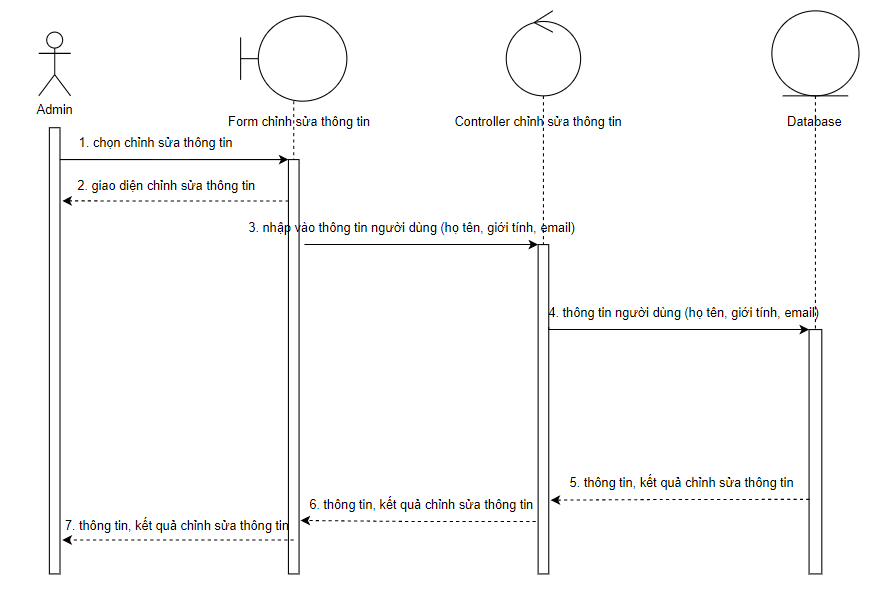 Admin
Form chỉnh sửa thông tin
Controller chỉnh sửa thông tin
Database
1. chọn chỉnh sửa thông tin
2. giao diện chỉnh sửa thông tin
3. nhập vào thông tin người dùng (họ tên, giới tính, email)
4. thông tin người dùng (họ tên, giới tính, email)
5. thông tin, kết quả chỉnh sửa thông tin
6. thông tin, kết quả chỉnh sửa thông tin
7. thông tin, kết quả chỉnh sửa thông tin